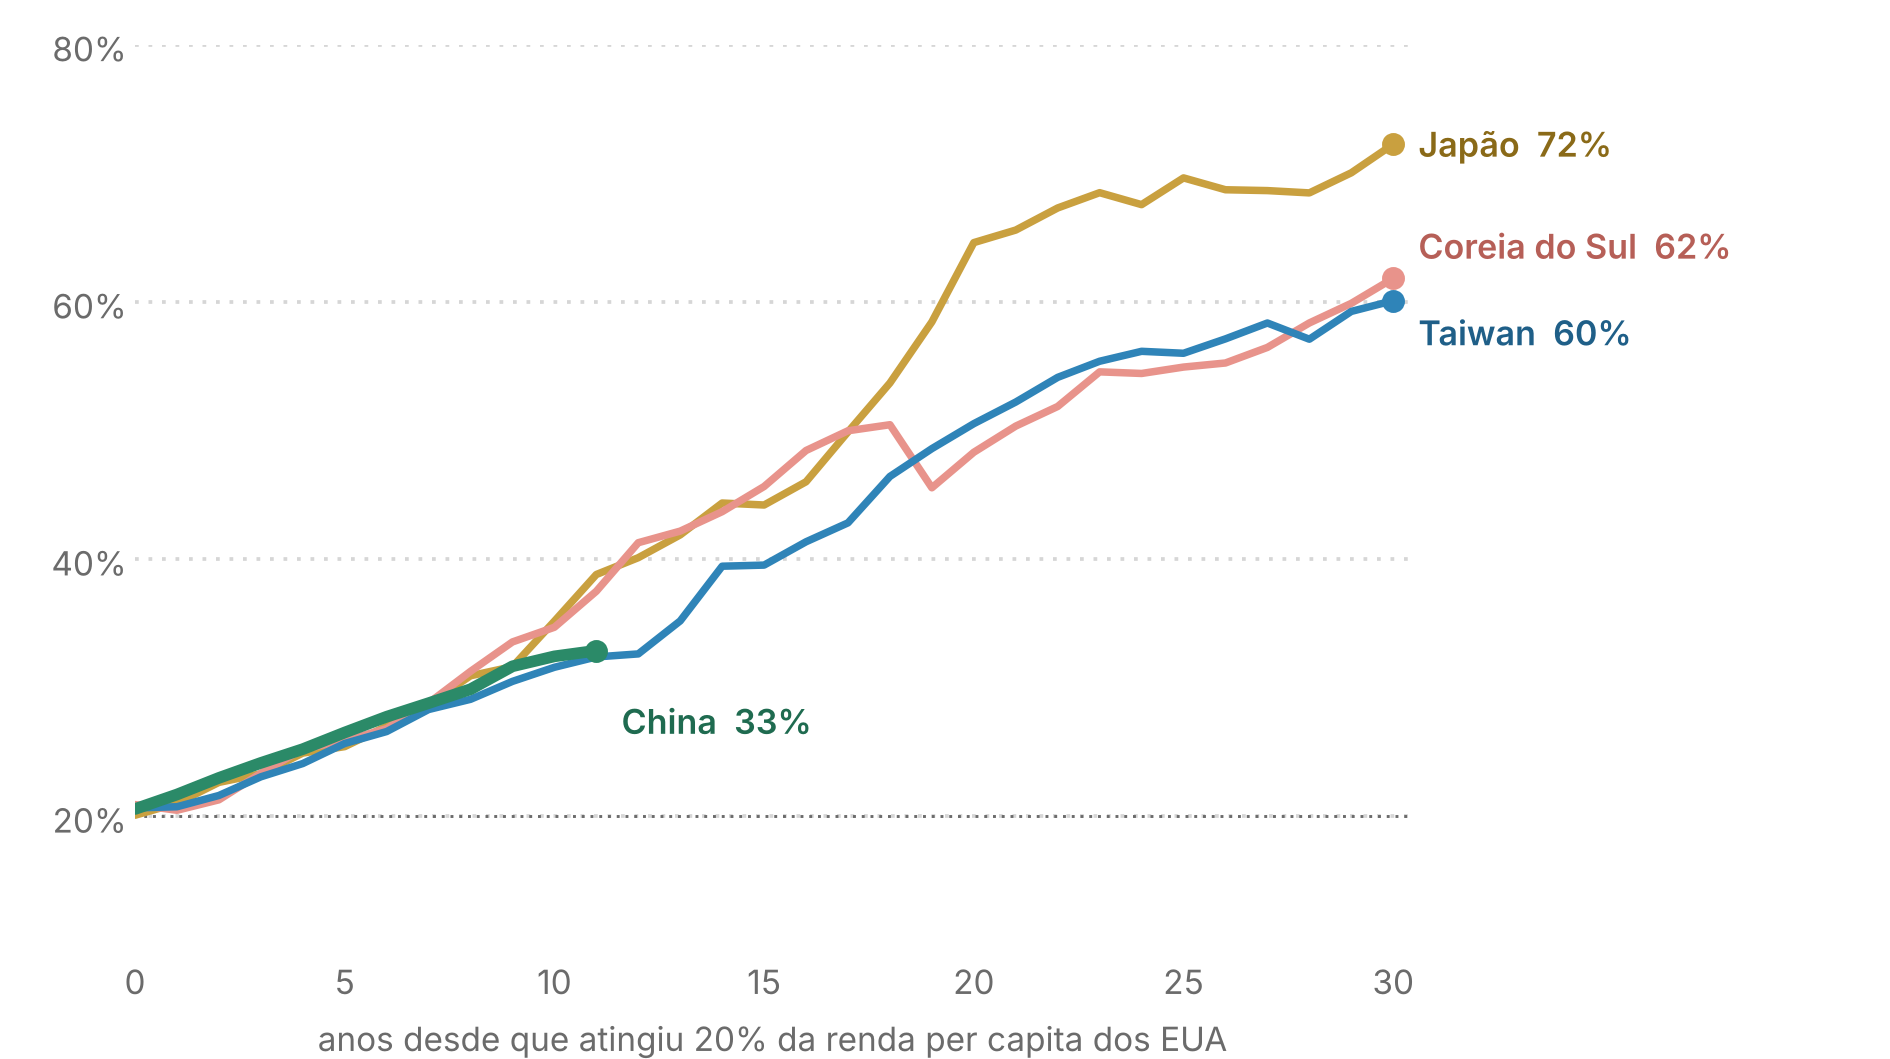 80%
Japão 72%
Coreia do Sul 62%
60%
Taiwan 60%
40%
China 33%
20%
0 5 10 15 20 25 30
anos desde que atingiu 20% da renda per capita dos EUA